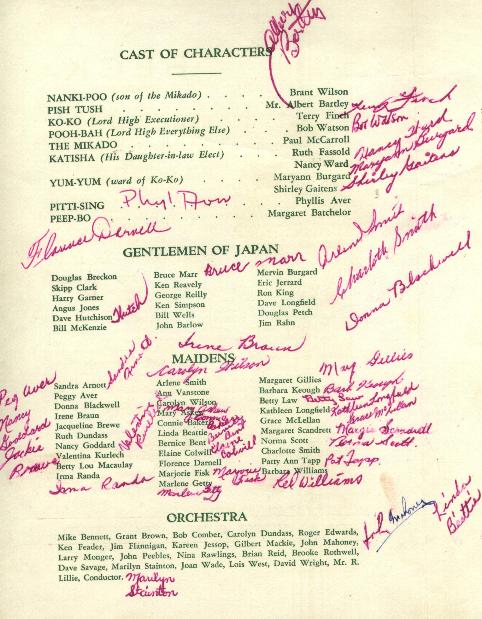 Albert Bartley
CAST OF CHARACTERS
NANKI-POO (son of the Mikado) . . . . . Brant Wilson
PISH TUSH . . . . . Mr. Albert Bartley
KO-KO (Lord High Executioner) . . . . . Terry Finch Terry Finch
POOH-BAH (Lord High Everything Else) . . . . . Bob Watson Bob Watson
THE MIKADO . . . . . Paul McCarroll
KATISHA (His Daughter-in-law Elect) . . . . . Ruth Fassold
Nancy Ward Nancy Ward
YUM-YUM (ward of Ko-Ko) . . . . . Maryann Burgard Maryann Burgard
Shirley Gaitens Shirley Gaitens
PITTI-SING Phyl. Aver . . . . . Phyllis Aver
PEEP-BO . . . . . Margaret Batchelor
Florence Darnell
Arlene Smith
Charlotte Smith
Donna Blackwell
GENTLEMEN OF JAPAN
Bruce Marr
Douglas Breckon Bruce Marr Mervin Burgard
Skipp Clark Ken Reavely Eric Jerrard
Harry Garner George Reilly Ron King
Angus Jones Ken Simpson Dave Longfield
Dave Hutchison Hutch Bill Wells Douglas Petch
Bill McKenzie John Barlow Jim Rahn
Irene Braun
MAIDENS
Carolyn Wilson
Meg Gillies
Sandra Arnott Arlene Smith Margaret Gillies
Peggy Aver Ann Vanstone Barbara Keough Barb Keough
Donna Blackwell Carolyn Wilson Betty Law Betty Law
Irene Braun Mary Askew Kathleen Longfield Kathleen Longfield
Jacqueline Brewe Connie Baker Grace McLellan Grace McLellan
Ruth Dundass Linda Beattie Margaret Scandrett Margie Scandrett
Nancy Goddard Bernice Bent Norma Scott Norma Scott
Valentina Kurlech Elaine Colwill Charlotte Smith
Betty Lou Macaulay Florence Darnell Patty Ann Tapp Pat Tapp
Irma Randa Marjorie Fisk Marjorie Fisk Barbara Williams
Irma Randa Marlene Getty Marlene Getty Williams
Peg Aver
Nancy Goddard
Sandra Arnott
Elaine Colwill
Linda Beattie
Mahoney
ORCHESTRA
Mike Bennett, Grant Brown, Bob Comber, Carolyn Dundass, Roger Edwards,
Ken Feader, Jim Flannigan, Kareen Jessop, Gilbert Mackie, John Mahoney,
Larry Monger, John Peebles, Nina Rawlings, Brian Reid, Brooke Rothwell,
Dave Savage, Marilyn Stainton, Joan Wade, Lois West, David Wright, Mr. R.
Lillie, Conductor.
Marilyn Stainton